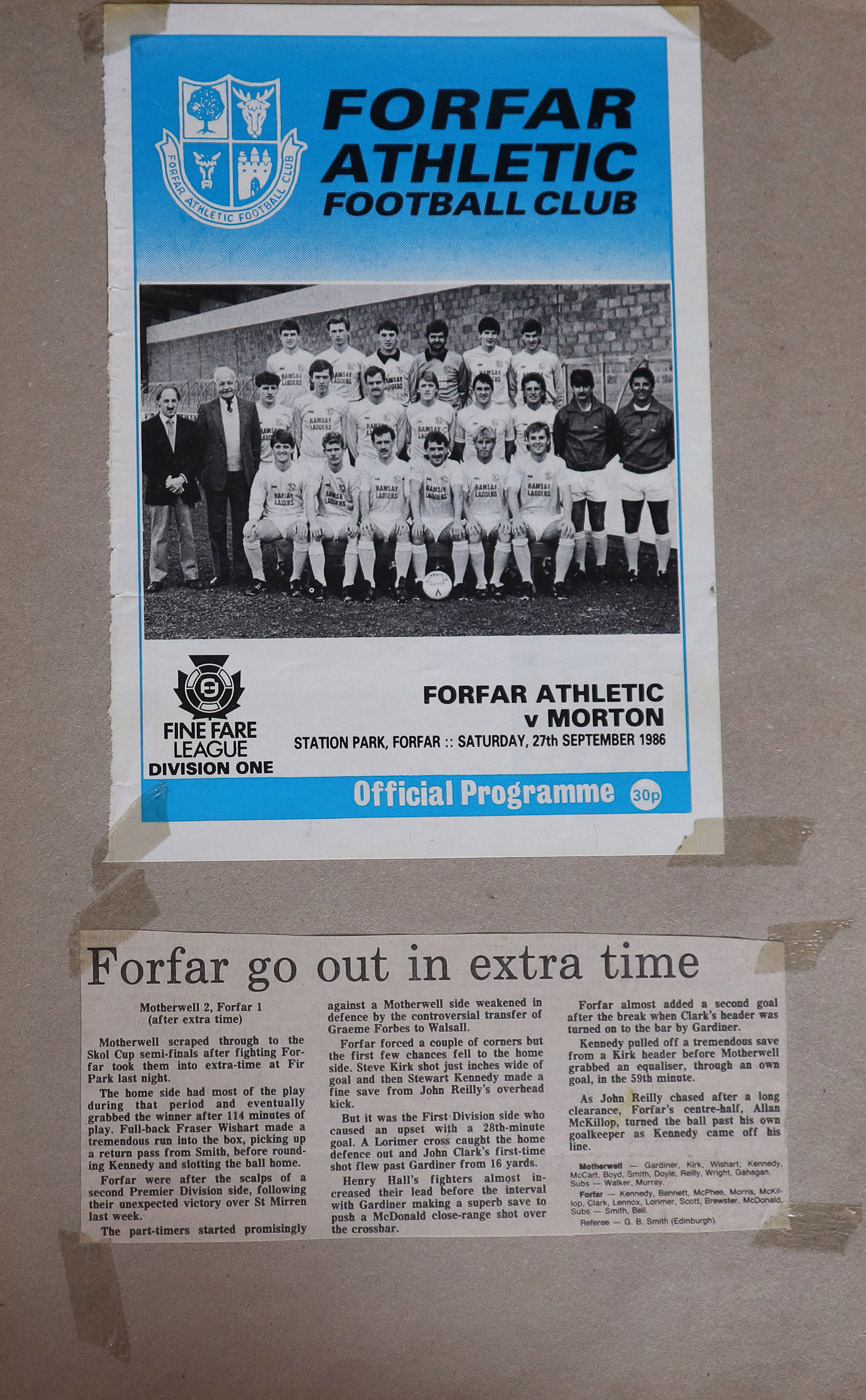 FORFAR
ATHLETIC
FOOTBALL CLUB
FORFAR ATHLETIC FOOTBALL CLUB
RAMSAY
LADDERS
FINE FARE
LEAGUE
DIVISION ONE
FORFAR ATHLETIC
v MORTON
STATION PARK, FORFAR :: SATURDAY, 27th SEPTEMBER 1986
Official Programme 30p
Forfar go out in extra time
Motherwell 2, Forfar 1
(after extra time)
Motherwell scraped through to the
Skol Cup semi-finals after fighting For-
far took them into extra-time at Fir
Park last night.
The home side had most of the play
during that period and eventually
grabbed the winner after 114 minutes of
play. Full-back Fraser Wishart made a
tremendous run into the box, picking up
a return pass from Smith, before round-
ing Kennedy and slotting the ball home.
Forfar were after the scalps of a
second Premier Division side, following
their unexpected victory over St Mirren
last week.
The part-timers started promisingly
against a Motherwell side weakened in
defence by the controversial transfer of
Graeme Forbes to Walsall.
Forfar forced a couple of corners but
the first few chances fell to the home
side. Steve Kirk shot just inches wide of
goal and then Stewart Kennedy made a
fine save from John Reilly's overhead
kick.
But it was the First Division side who
caused an upset with a 28th-minute
goal. A Lorimer cross caught the home
defence out and John Clark's first-time
shot flew past Gardiner from 16 yards.
Henry Hall's fighters almost in-
creased their lead before the interval
with Gardiner making a superb save to
push a McDonald close-range shot over
the crossbar.
Forfar almost added a second goal
after the break when Clark's header was
turned on to the bar by Gardiner.
Kennedy pulled off a tremendous save
from a Kirk header before Motherwell
grabbed an equaliser, through an own
goal, in the 59th minute.
As John Reilly chased after a long
clearance, Forfar's centre-half, Allan
McKillop, turned the ball past his own
goalkeeper as Kennedy came off his
line.
Motherwell — Gardiner, Kirk, Wishart, Kennedy,
McCart, Boyd, Smith, Doyle, Reilly, Wright, Gahagan.
Subs — Walker, Murray.
Forfar — Kennedy, Bennett, McPhee, Morris, McKil-
lop, Clark, Lennox, Lorimer, Scott, Brewster, McDonald.
Subs — Smith, Bell.
Referee — G. B. Smith (Edinburgh).